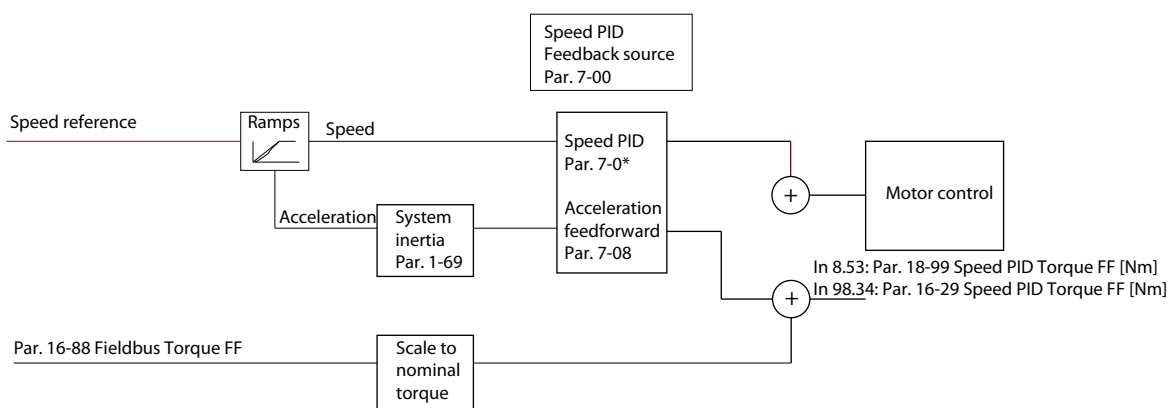 Speed PID
Feedback source
Par. 7-00
Speed reference
Ramps
Speed
Speed PID
Par. 7-0*
+
Motor control
Acceleration
System
inertia
Par. 1-69
Acceleration
feedforward
Par. 7-08
In 8.53: Par. 18-99 Speed PID Torque FF [Nm]
In 98.34: Par. 16-29 Speed PID Torque FF [Nm]
+
Par. 16-88 Fieldbus Torque FF
Scale to
nominal
torque